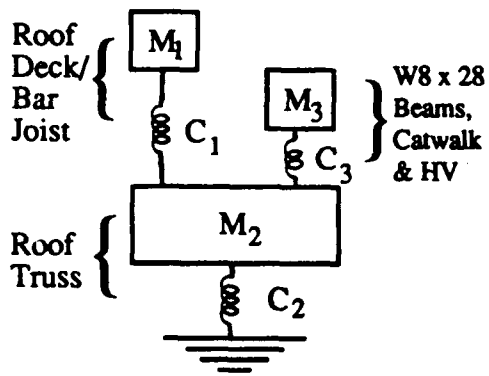 Roof
Deck/
Bar
Joist
M1
C1
M3
C3
W8 x 28
Beams,
Catwalk
& HV
Roof
Truss
M2
C2